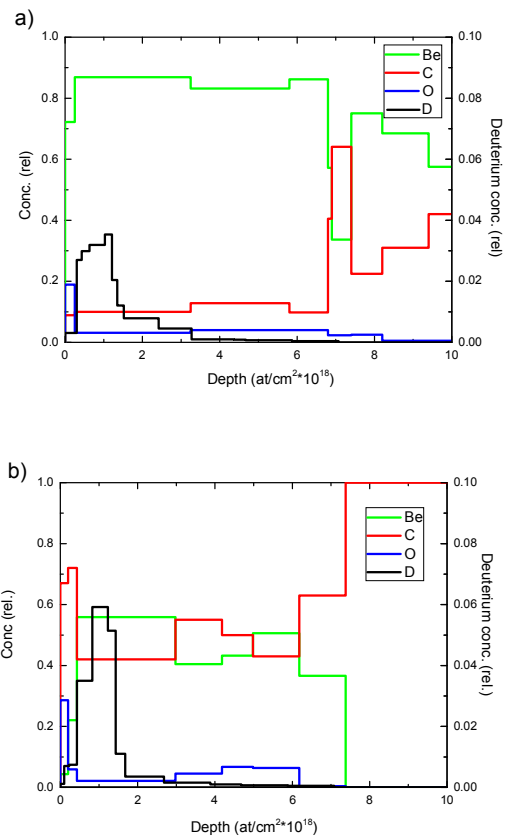 a)
1.0
0.8
0.6
0.4
0.2
0.0
Conc. (rel)
Be
C
O
D
0.10
0.08
0.06
0.04
0.02
0.00
Deuterium conc. (rel)
0 2 4 6 8 10
Depth (at/cm²*10¹⁸)
b)
1.0
0.8
0.6
0.4
0.2
0.0
Conc (rel.)
Be
C
O
D
0.10
0.08
0.06
0.04
0.02
0.00
Deuterium conc. (rel.)
0 2 4 6 8 10
Depth (at/cm²*10¹⁸)